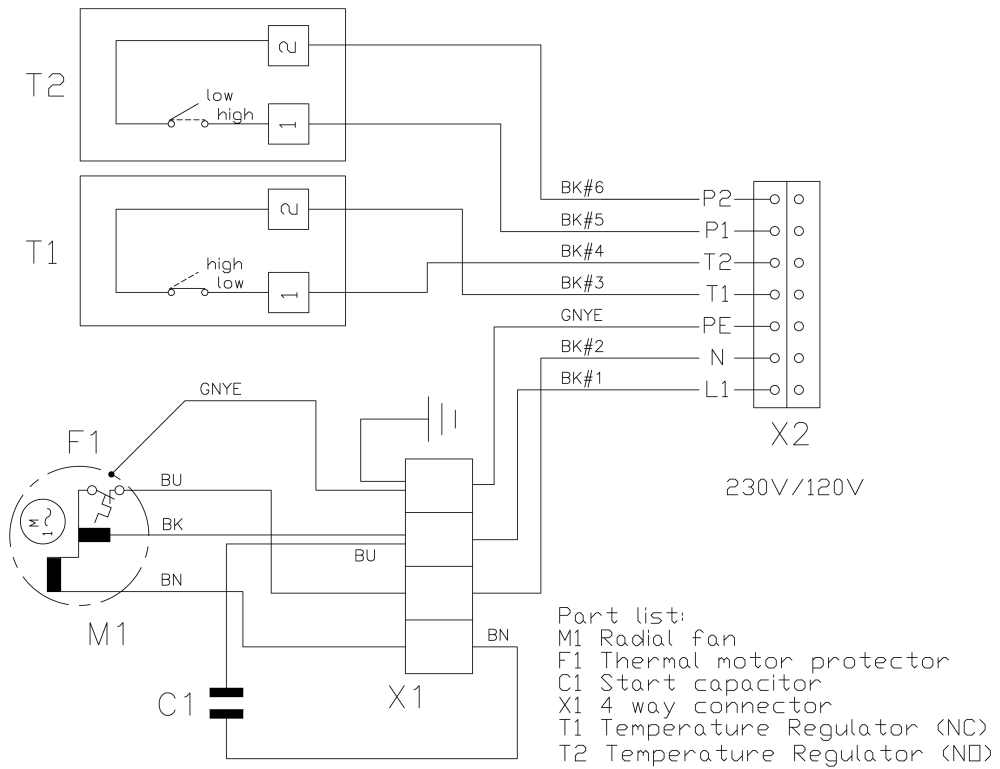 T2
2
low
high
1
T1
2
high
low
1
BK#6 P2
BK#5 P1
BK#4 T2
BK#3 T1
GNYE PE
BK#2 N
BK#1 L1
X2
230V/120V
GNYE
F1
BU
M
1~
BK
BU
BN
M1
C1
X1
BN
Part list:
M1 Radial fan
F1 Thermal motor protector
C1 Start capacitor
X1 4 way connector
T1 Temperature Regulator (NC)
T2 Temperature Regulator (NO)